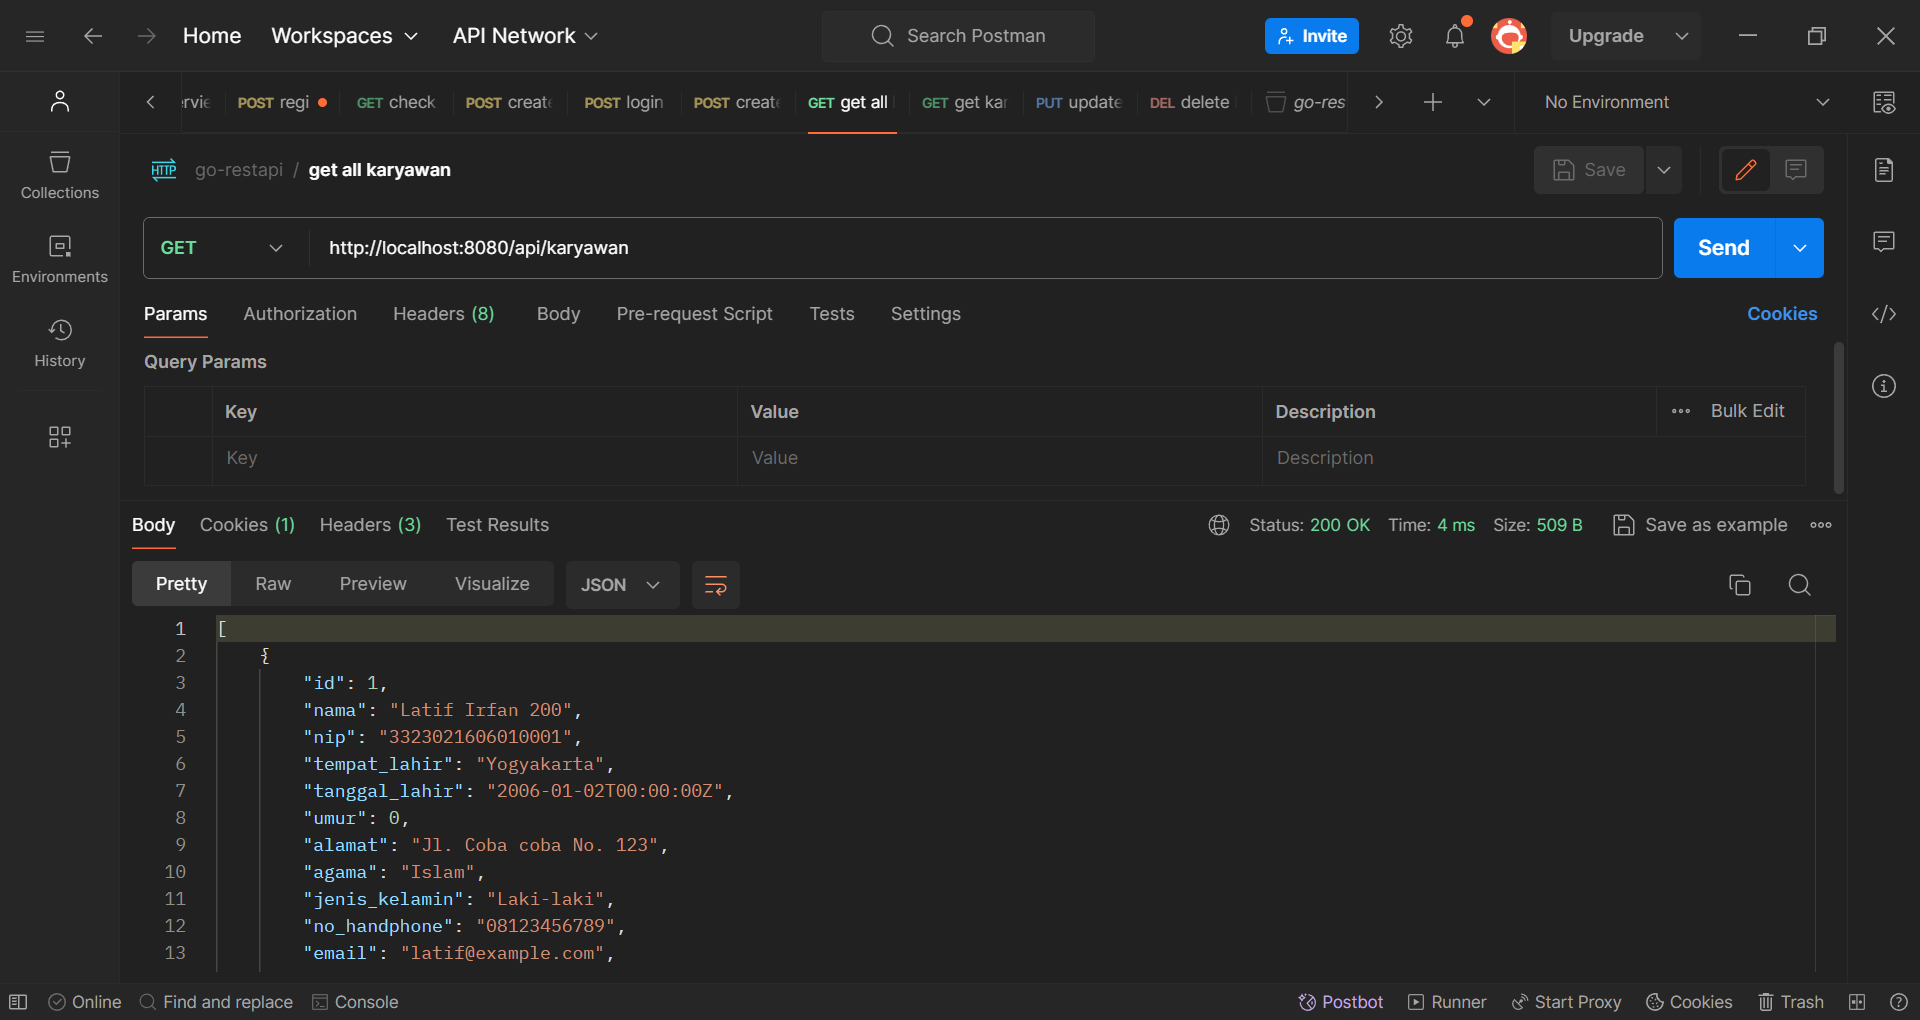 Home Workspaces API Network Search Postman Invite Upgrade
POST regi GET check POST create POST login POST create GET get all GET get kar PUT update DEL delete go-res No Environment
HTTP go-restapi / get all karyawan Save
Collections
GET http://localhost:8080/api/karyawan Send
Environments
Params Authorization Headers (8) Body Pre-request Script Tests Settings Cookies
History
Query Params
Key Value Description Bulk Edit
Key Value Description
Body Cookies (1) Headers (3) Test Results Status: 200 OK Time: 4 ms Size: 509 B Save as example
Pretty Raw Preview Visualize JSON
1 [
2 {
3 "id": 1,
4 "nama": "Latif Irfan 200",
5 "nip": "3323021606010001",
6 "tempat_lahir": "Yogyakarta",
7 "tanggal_lahir": "2006-01-02T00:00:00Z",
8 "umur": 0,
9 "alamat": "Jl. Coba coba No. 123",
10 "agama": "Islam",
11 "jenis_kelamin": "Laki-laki",
12 "no_handphone": "08123456789",
13 "email": "latif@example.com",
Online Find and replace Console Postbot Runner Start Proxy Cookies Trash